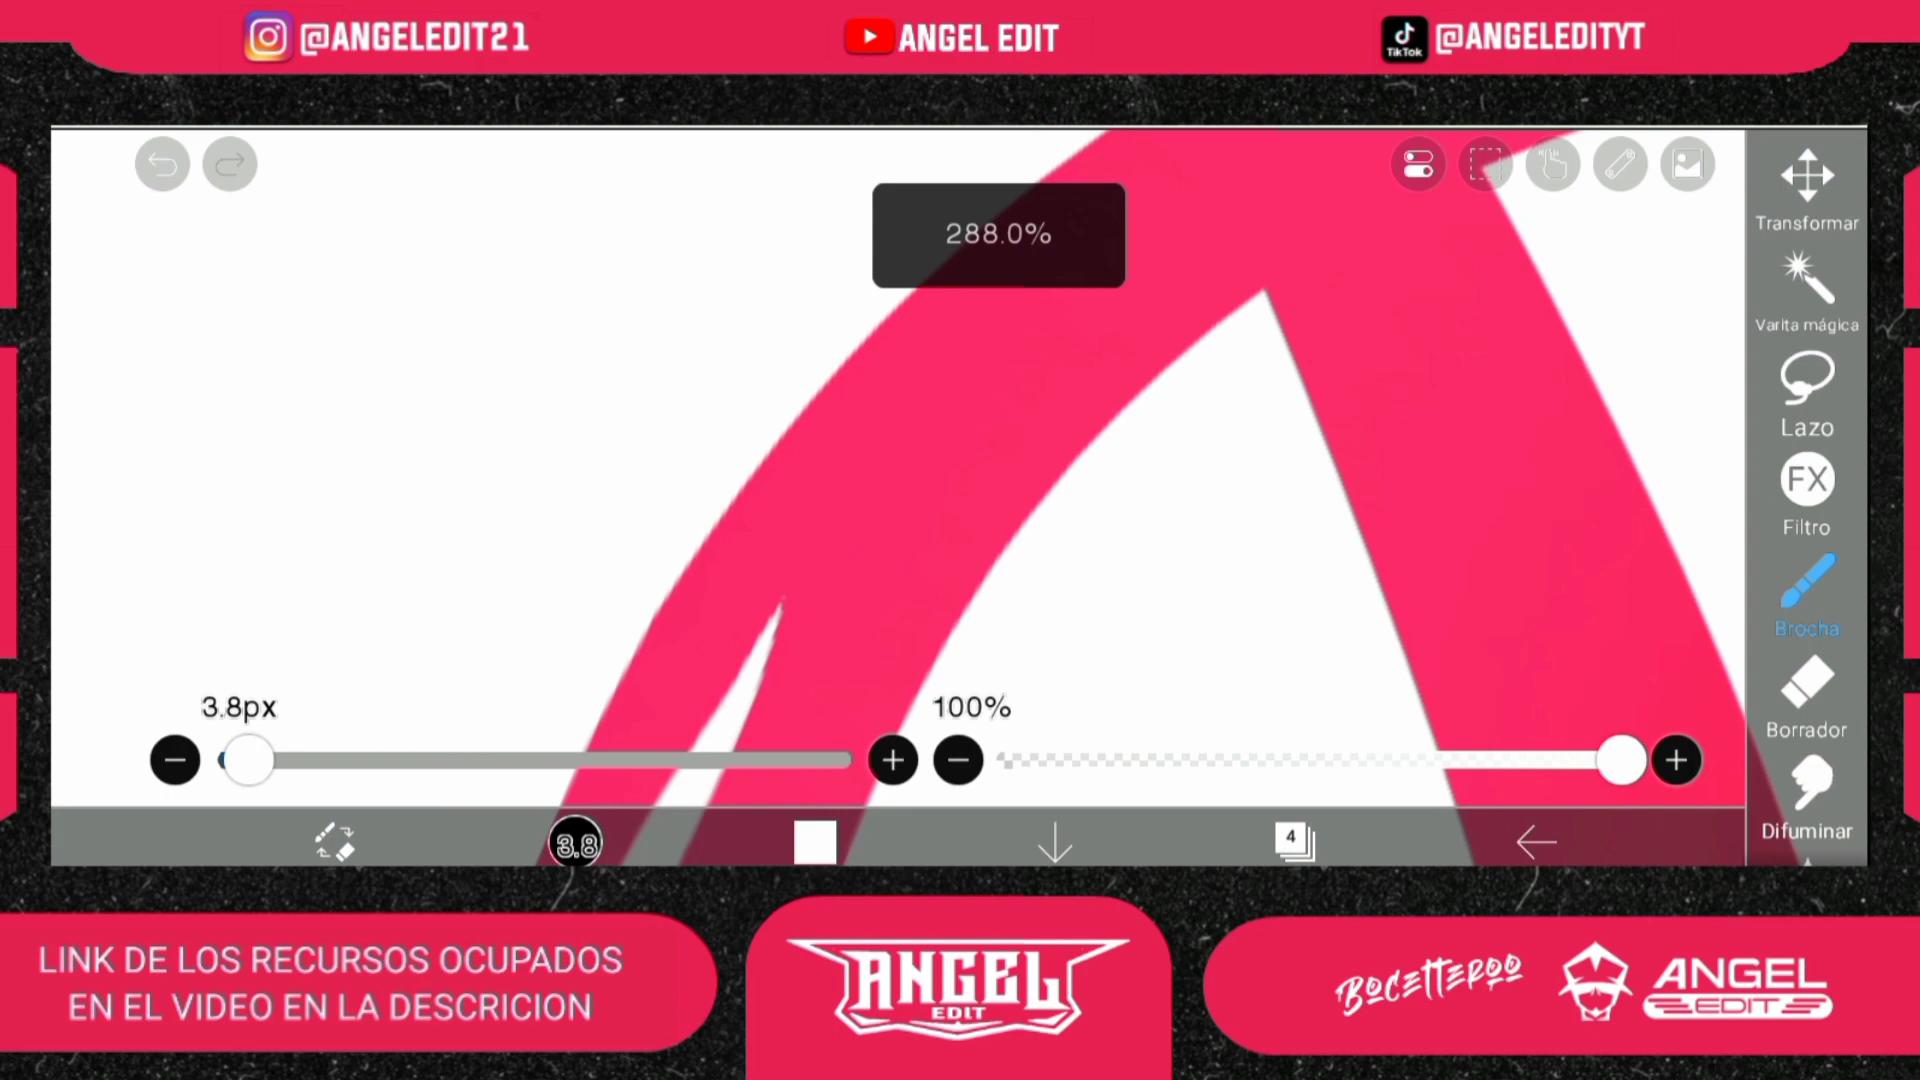 @ANGELEDIT21
ANGEL EDIT
TikTok
@ANGELEDITYT
288.0%
Transformar
Varita mágica
Lazo
FX
Filtro
Brocha
Borrador
Difuminar
3.8px
100%
3.8
4
LINK DE LOS RECURSOS OCUPADOS
EN EL VIDEO EN LA DESCRICION
ANGEL
EDIT
BOCETTEROO
ANGEL
EDIT